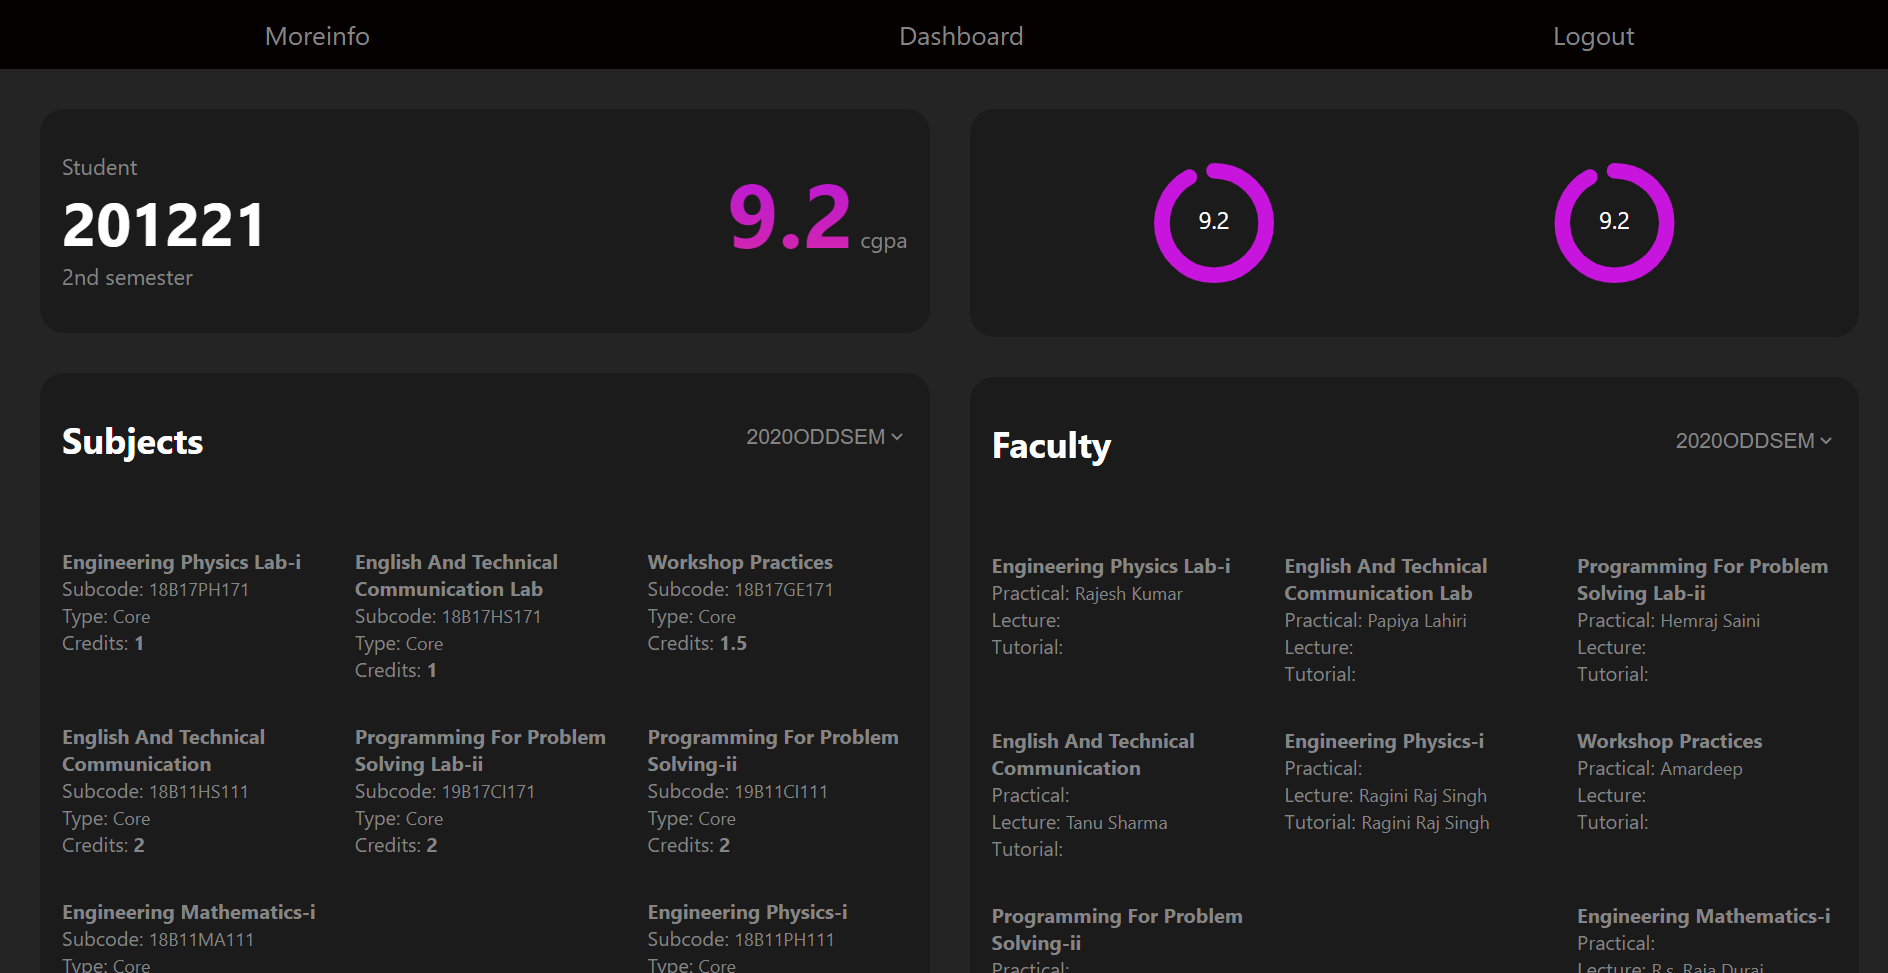 Moreinfo
Dashboard
Logout
Student
201221
2nd semester
9.2 cgpa
9.2
9.2
Subjects
2020ODDSEM
Engineering Physics Lab-i
Subcode: 18B17PH171
Type: Core
Credits: 1
English And Technical
Communication Lab
Subcode: 18B17HS171
Type: Core
Credits: 1
Workshop Practices
Subcode: 18B17GE171
Type: Core
Credits: 1.5
English And Technical
Communication
Subcode: 18B11HS111
Type: Core
Credits: 2
Programming For Problem
Solving Lab-ii
Subcode: 19B17CI171
Type: Core
Credits: 2
Programming For Problem
Solving-ii
Subcode: 19B11CI111
Type: Core
Credits: 2
Engineering Mathematics-i
Subcode: 18B11MA111
Type: Core
Engineering Physics-i
Subcode: 18B11PH111
Type: Core
Faculty
2020ODDSEM
Engineering Physics Lab-i
Practical: Rajesh Kumar
Lecture:
Tutorial:
English And Technical
Communication Lab
Practical: Papiya Lahiri
Lecture:
Tutorial:
Programming For Problem
Solving Lab-ii
Practical: Hemraj Saini
Lecture:
Tutorial:
English And Technical
Communication
Practical:
Lecture: Tanu Sharma
Tutorial:
Engineering Physics-i
Practical:
Lecture: Ragini Raj Singh
Tutorial: Ragini Raj Singh
Workshop Practices
Practical: Amardeep
Lecture:
Tutorial:
Programming For Problem
Solving-ii
Practical:
Engineering Mathematics-i
Practical:
Lecture: R.s. Raja Durai